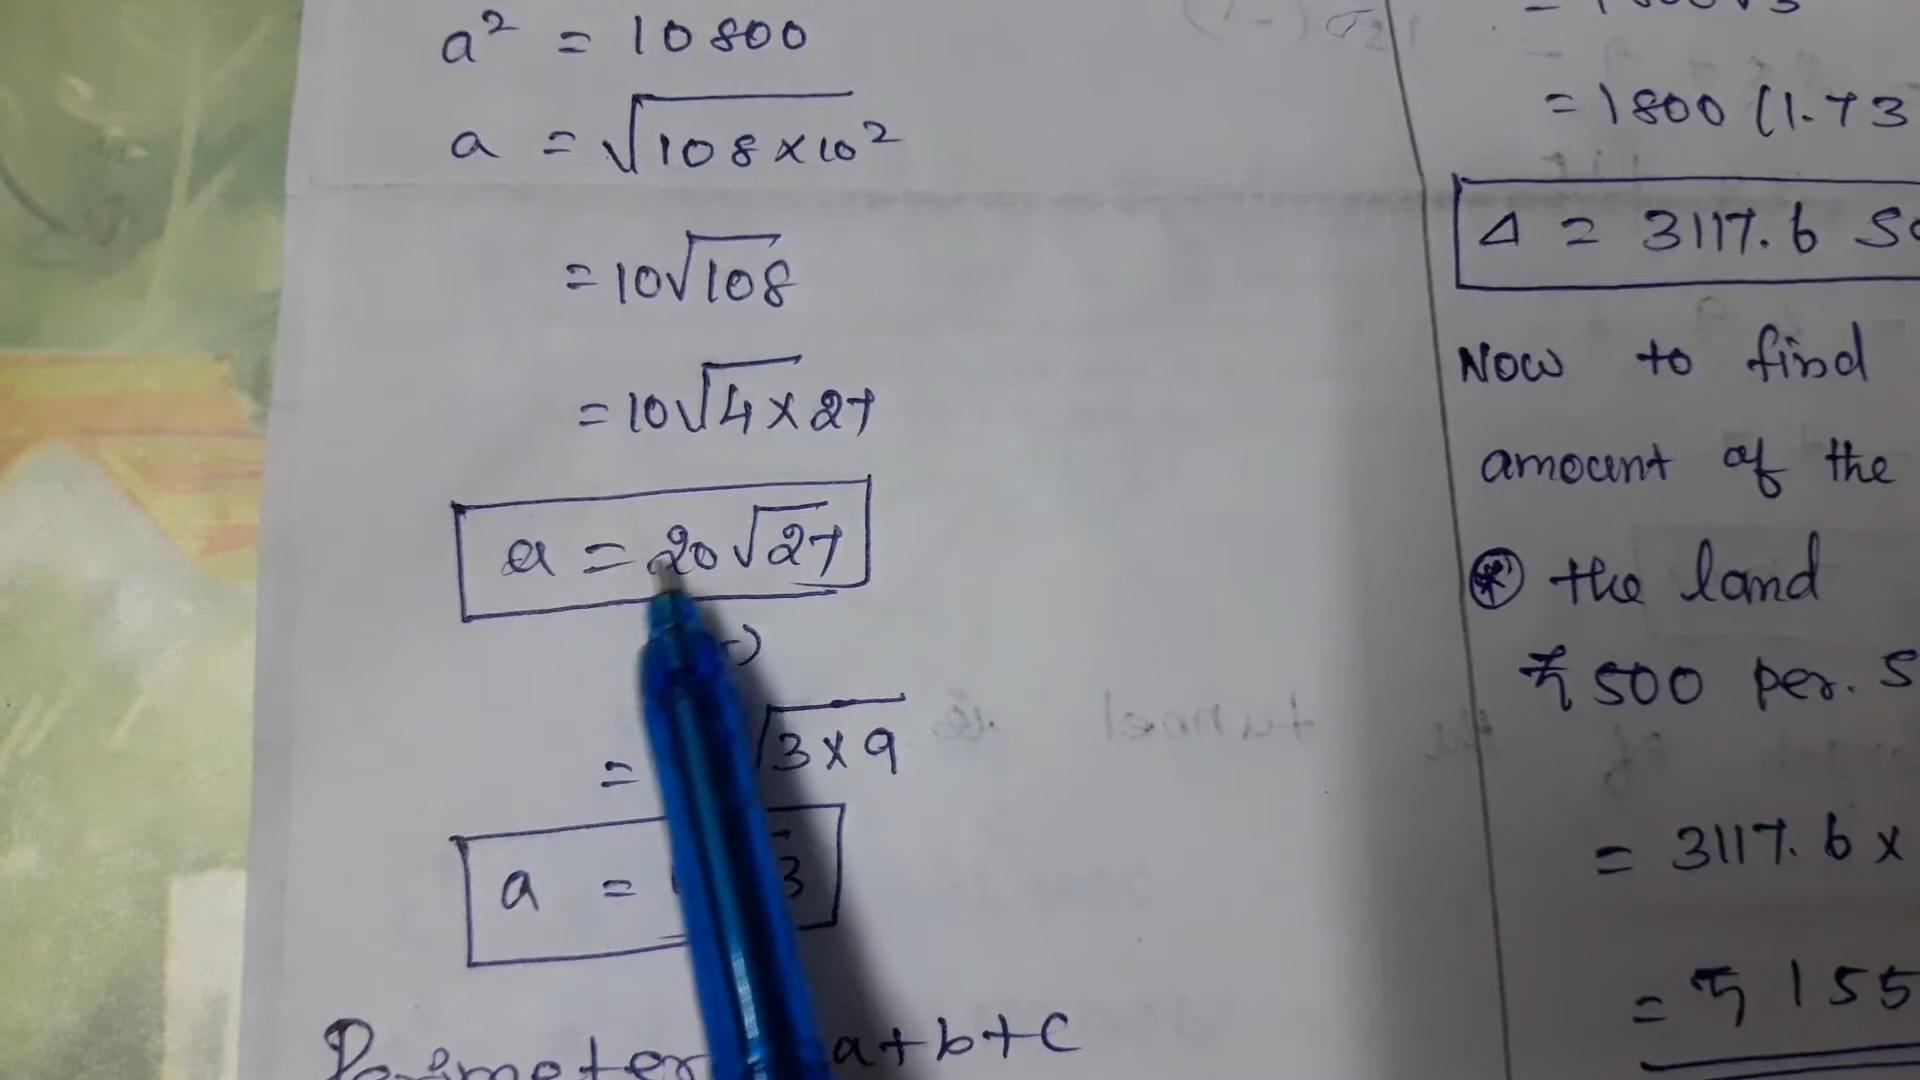 a² = 10800
a = √108×10²
= 10√108
= 10√4×27
a = 20√27
= √3×9
a = 3
a+b+c
= 1800 (1.73
Δ = 3117.6
Now to find
amount of the
the land
₹ 500 per. S
= 3117.6 ×
= ₹ 155